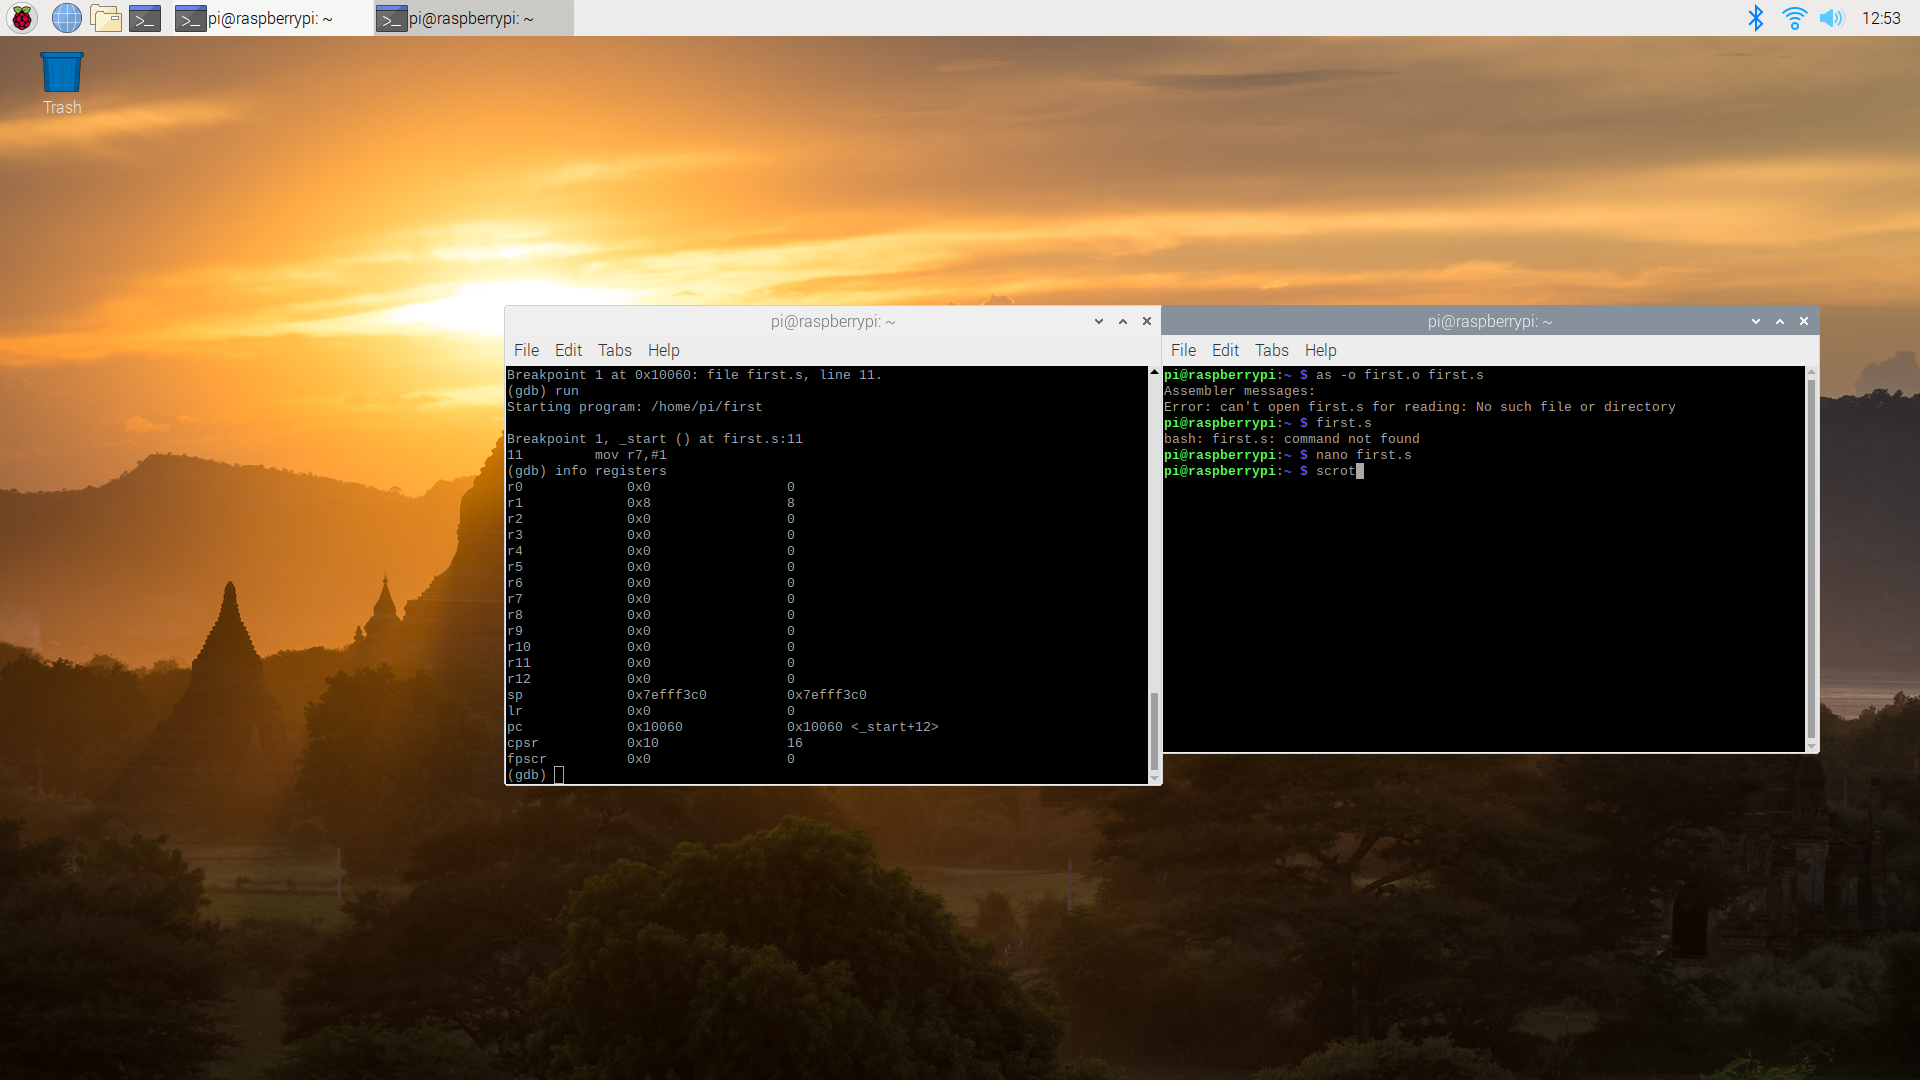 pi@raspberrypi: ~
pi@raspberrypi: ~
12:53
Trash
pi@raspberrypi: ~
File Edit Tabs Help
Breakpoint 1 at 0x10060: file first.s, line 11.
(gdb) run
Starting program: /home/pi/first
Breakpoint 1, _start () at first.s:11
11 mov r7,#1
(gdb) info registers
r0 0x0 0
r1 0x8 8
r2 0x0 0
r3 0x0 0
r4 0x0 0
r5 0x0 0
r6 0x0 0
r7 0x0 0
r8 0x0 0
r9 0x0 0
r10 0x0 0
r11 0x0 0
r12 0x0 0
sp 0x7efff3c0 0x7efff3c0
lr 0x0 0
pc 0x10060 0x10060 <_start+12>
cpsr 0x10 16
fpscr 0x0 0
(gdb)
pi@raspberrypi: ~
File Edit Tabs Help
pi@raspberrypi:~ $ as -o first.o first.s
Assembler messages:
Error: can't open first.s for reading: No such file or directory
pi@raspberrypi:~ $ first.s
bash: first.s: command not found
pi@raspberrypi:~ $ nano first.s
pi@raspberrypi:~ $ scrot